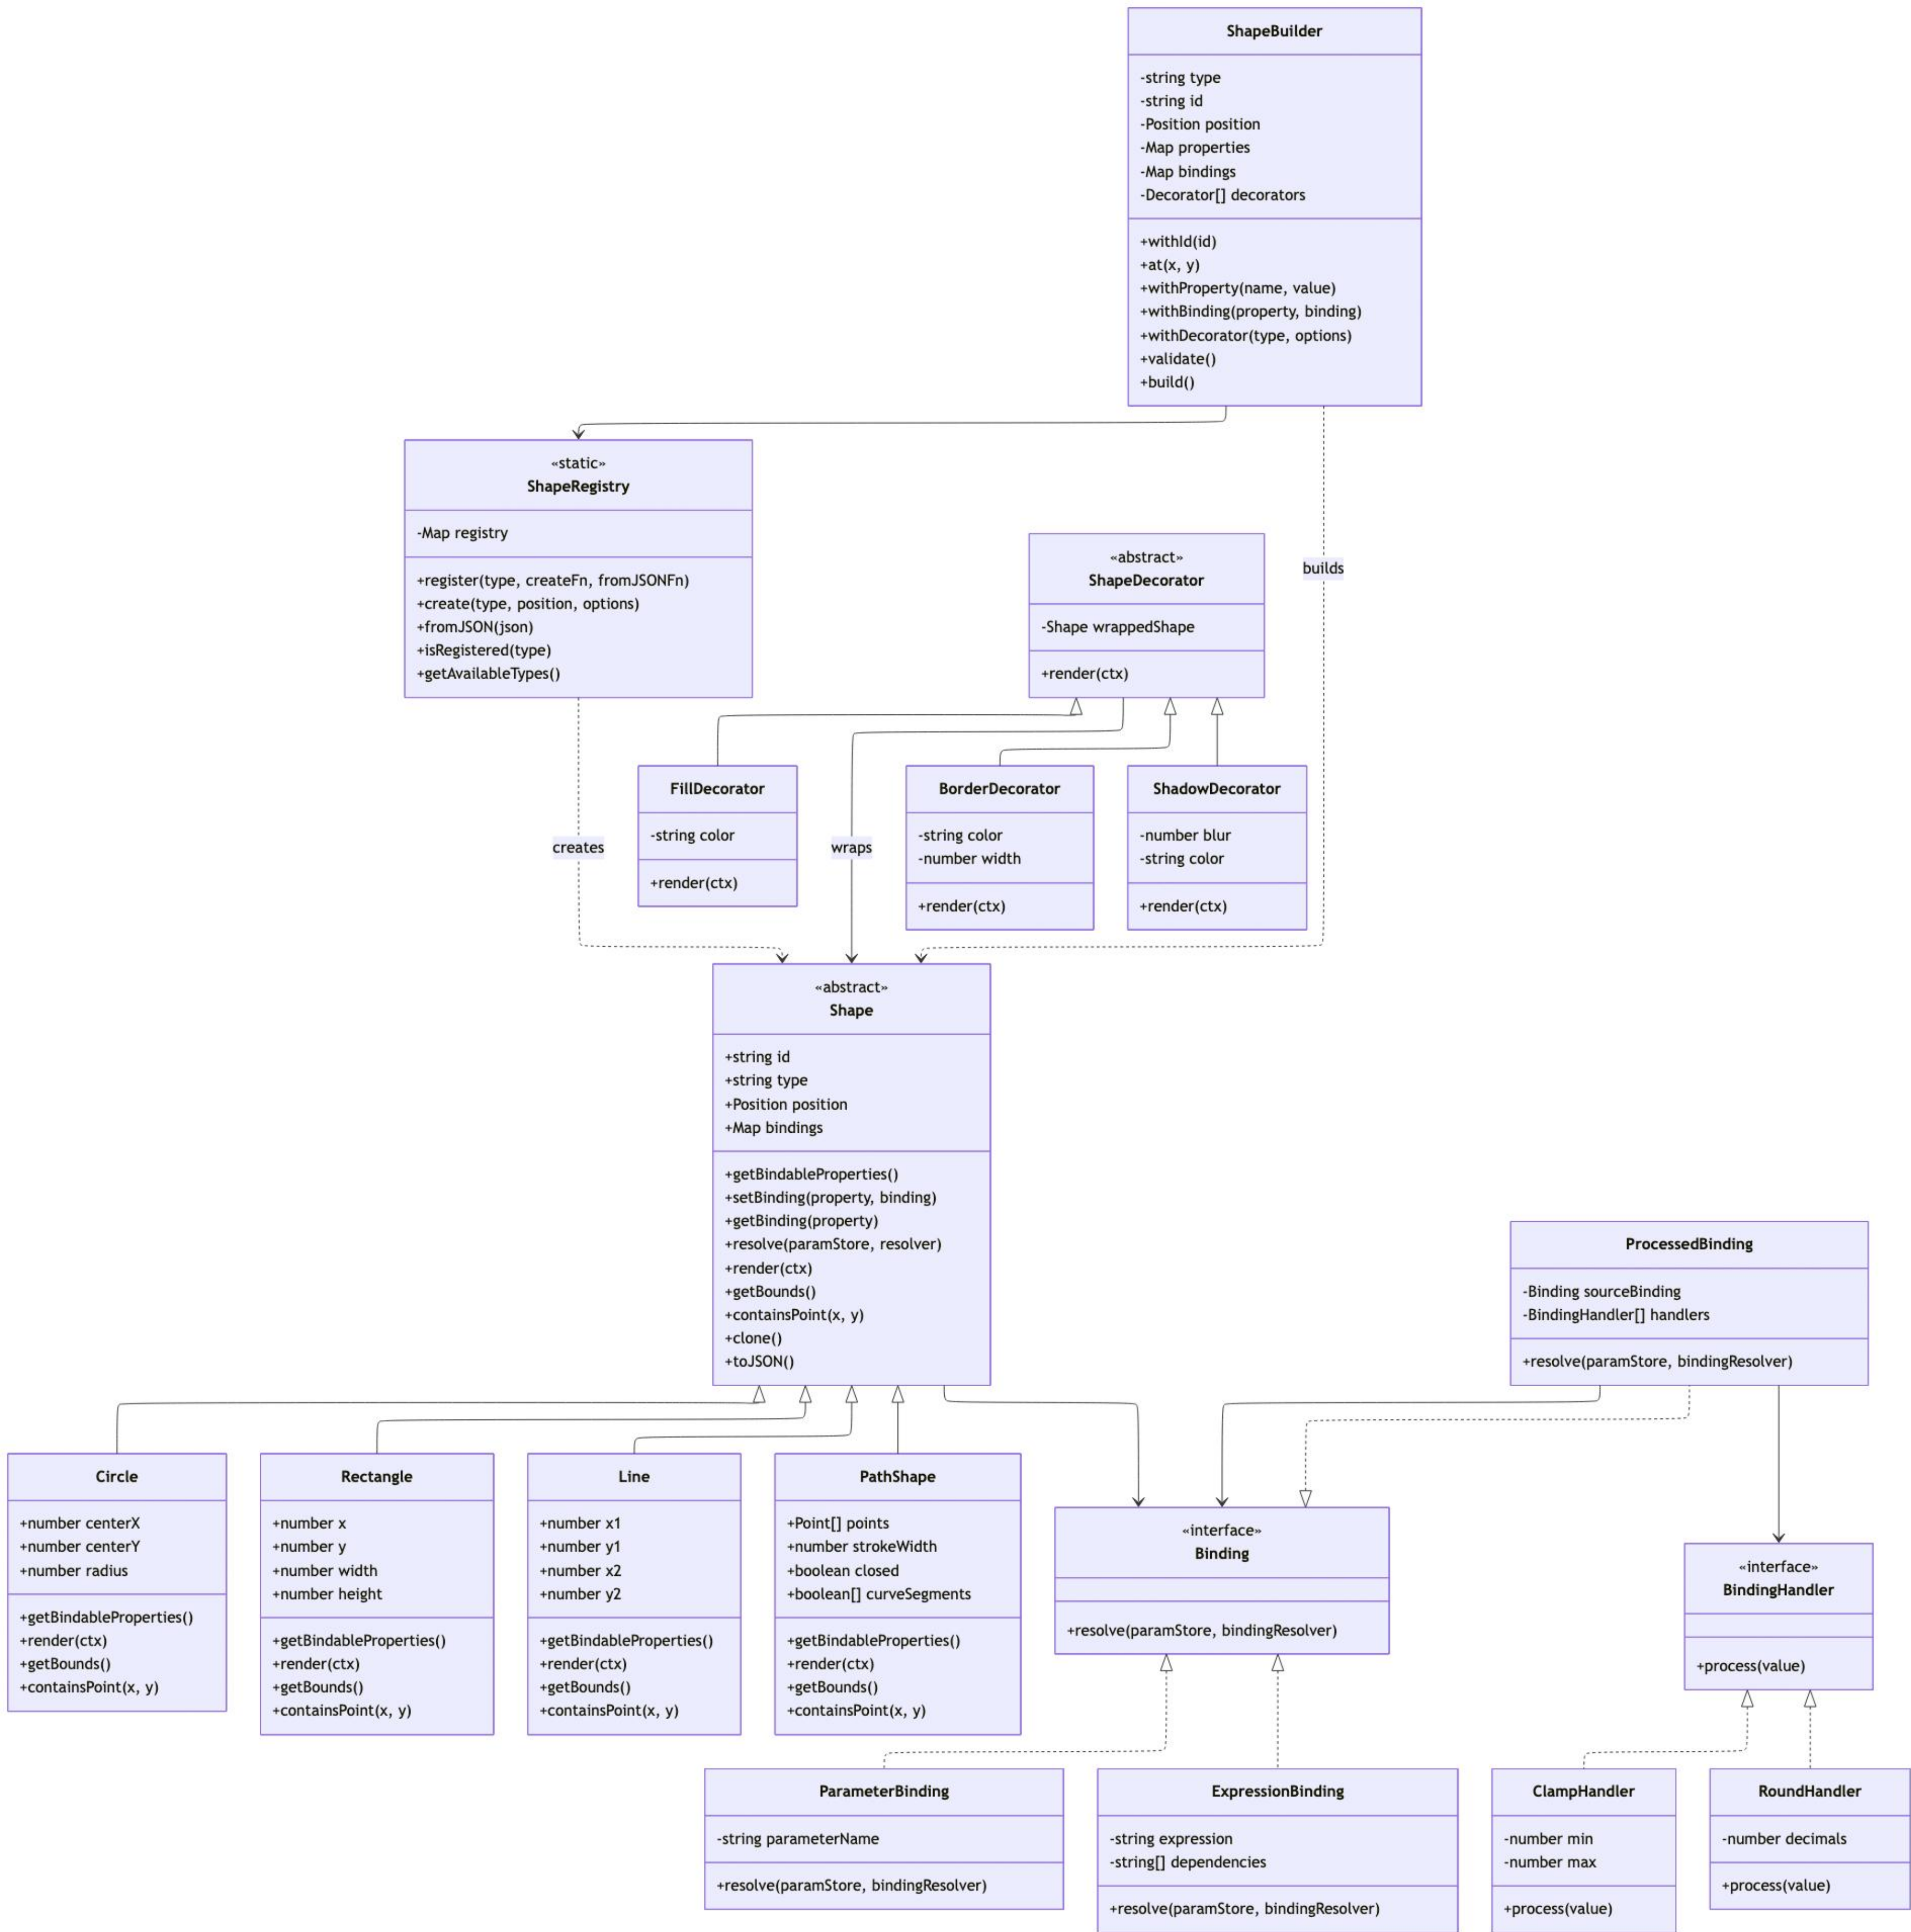 ShapeBuilder
-string type
-string id
-Position position
-Map properties
-Map bindings
-Decorator[] decorators
+withId(id)
+at(x, y)
+withProperty(name, value)
+withBinding(property, binding)
+withDecorator(type, options)
+validate()
+build()
«static»
ShapeRegistry
-Map registry
+register(type, createFn, fromJSONFn)
+create(type, position, options)
+fromJSON(json)
+isRegistered(type)
+getAvailableTypes()
«abstract»
ShapeDecorator
-Shape wrappedShape
+render(ctx)
builds
FillDecorator
-string color
+render(ctx)
BorderDecorator
-string color
-number width
+render(ctx)
ShadowDecorator
-number blur
-string color
+render(ctx)
creates
wraps
«abstract»
Shape
+string id
+string type
+Position position
+Map bindings
+getBindableProperties()
+setBinding(property, binding)
+getBinding(property)
+resolve(paramStore, resolver)
+render(ctx)
+getBounds()
+containsPoint(x, y)
+clone()
+toJSON()
ProcessedBinding
-Binding sourceBinding
-BindingHandler[] handlers
+resolve(paramStore, bindingResolver)
Circle
+number centerX
+number centerY
+number radius
+getBindableProperties()
+render(ctx)
+getBounds()
+containsPoint(x, y)
Rectangle
+number x
+number y
+number width
+number height
+getBindableProperties()
+render(ctx)
+getBounds()
+containsPoint(x, y)
Line
+number x1
+number y1
+number x2
+number y2
+getBindableProperties()
+render(ctx)
+getBounds()
+containsPoint(x, y)
PathShape
+Point[] points
+number strokeWidth
+boolean closed
+boolean[] curveSegments
+getBindableProperties()
+render(ctx)
+getBounds()
+containsPoint(x, y)
«interface»
Binding
+resolve(paramStore, bindingResolver)
«interface»
BindingHandler
+process(value)
ParameterBinding
-string parameterName
+resolve(paramStore, bindingResolver)
ExpressionBinding
-string expression
-string[] dependencies
+resolve(paramStore, bindingResolver)
ClampHandler
-number min
-number max
+process(value)
RoundHandler
-number decimals
+process(value)